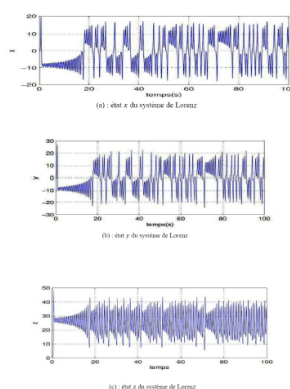 20
10
0
−10
−20
x
0 20 40 60 80 100
temps(s)
(a) : état x du système de Lorenz
30
20
10
0
−10
−20
−30
y
0 20 40 60 80 100
temps(s)
(b) : état y du système de Lorenz
50
40
30
20
10
0
z
0 20 40 60 80 100
temps
(c) : état z du système de Lorenz